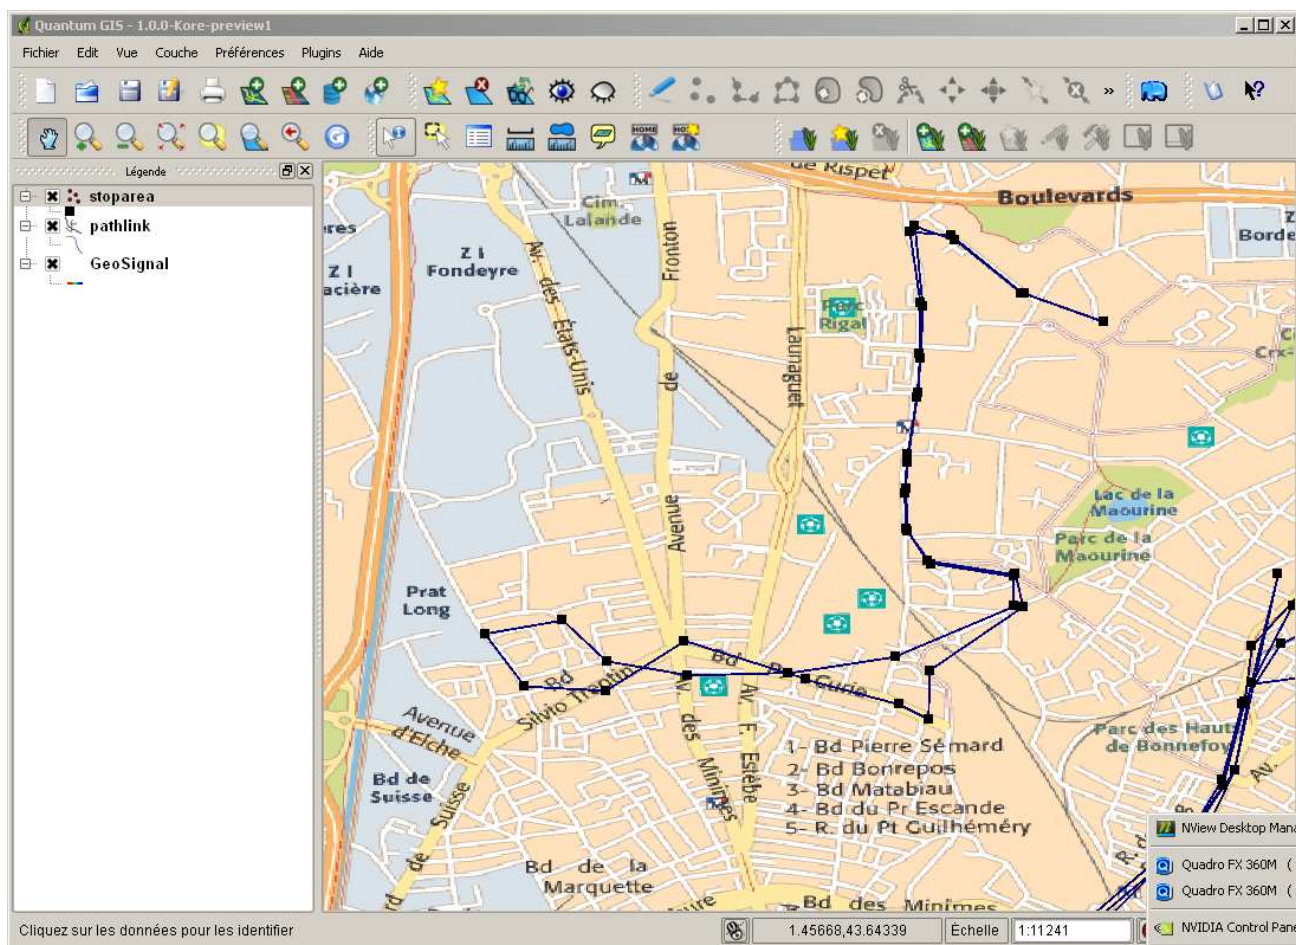 Quantum GIS - 1.0.0-Kore-preview1
Fichier Edit Vue Couche Préférences Plugins Aide
Légende
stoparea
pathlink
GeoSignal
de Rispet
Boulevards
Cim.
Lalande
Z I
Fondeyre
Z I
Borde
Av. des États-Unis
Fronton
de
Avenue
Launaguet
Parc
Rigal
Crx-
Lac de la
Maourine
Parc de la
Maourine
Prat
Long
Bd
Silvio Trentin
Bd
Curie
Avenue
d'Elche
Bd de
Suisse
Suisse
de
Av. des Minimes
Av. F. Estèbe
Parc des Haut
de Bonnefoy
Av.
1- Bd Pierre Sémard
2- Bd Bonrepos
3- Bd Matabiau
4- Bd du Pr Escande
5- R. du Pt Guilhéméry
Bd de la
Marquette
Bd des Minimes
NView Desktop Mana
Quadro FX 360M (
Quadro FX 360M (
NVIDIA Control Pane
Cliquez sur les données pour les identifier
1.45668,43.64339
Échelle
1:11241